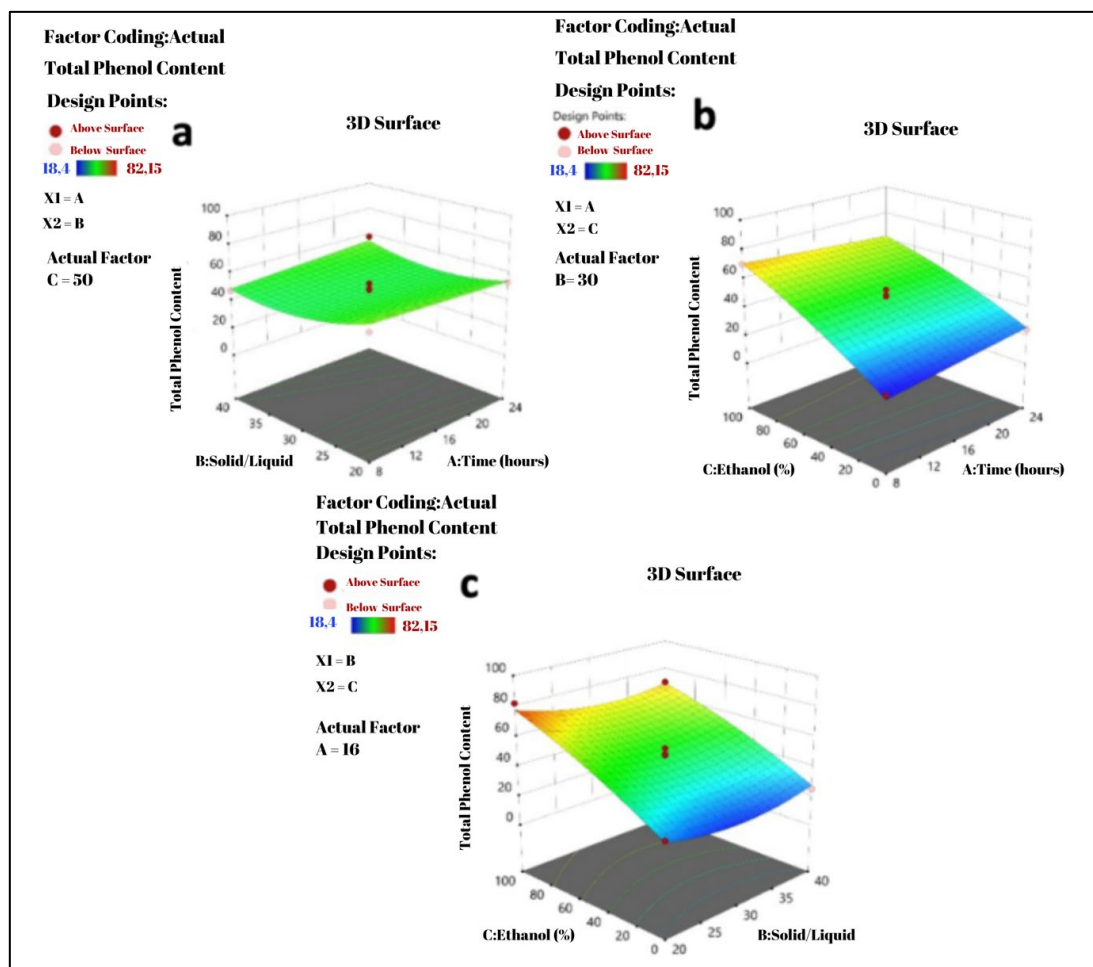 Factor Coding:Actual
Total Phenol Content
Design Points:
Above Surface
Below Surface
18,4 82,15
X1 = A
X2 = B
Actual Factor
C = 50
a
3D Surface
100
80
60
40
20
0
Total Phenol Content
40
35
30
25
20
B:Solid/Liquid
8
12
16
20
24
A:Time (hours)
Factor Coding:Actual
Total Phenol Content
Design Points:
Design Points:
Above Surface
Below Surface
18,4 82,15
X1 = A
X2 = C
Actual Factor
B= 30
b
3D Surface
100
80
60
40
20
0
Total Phenol Content
100
80
60
40
20
0
C:Ethanol (%)
8
12
16
20
24
A:Time (hours)
Factor Coding:Actual
Total Phenol Content
Design Points:
Above Surface
Below Surface
18,4 82,15
X1 = B
X2 = C
Actual Factor
A = 16
c
3D Surface
100
80
60
40
20
0
Total Phenol Content
100
80
60
40
20
0
C:Ethanol (%)
20
25
30
35
40
B:Solid/Liquid